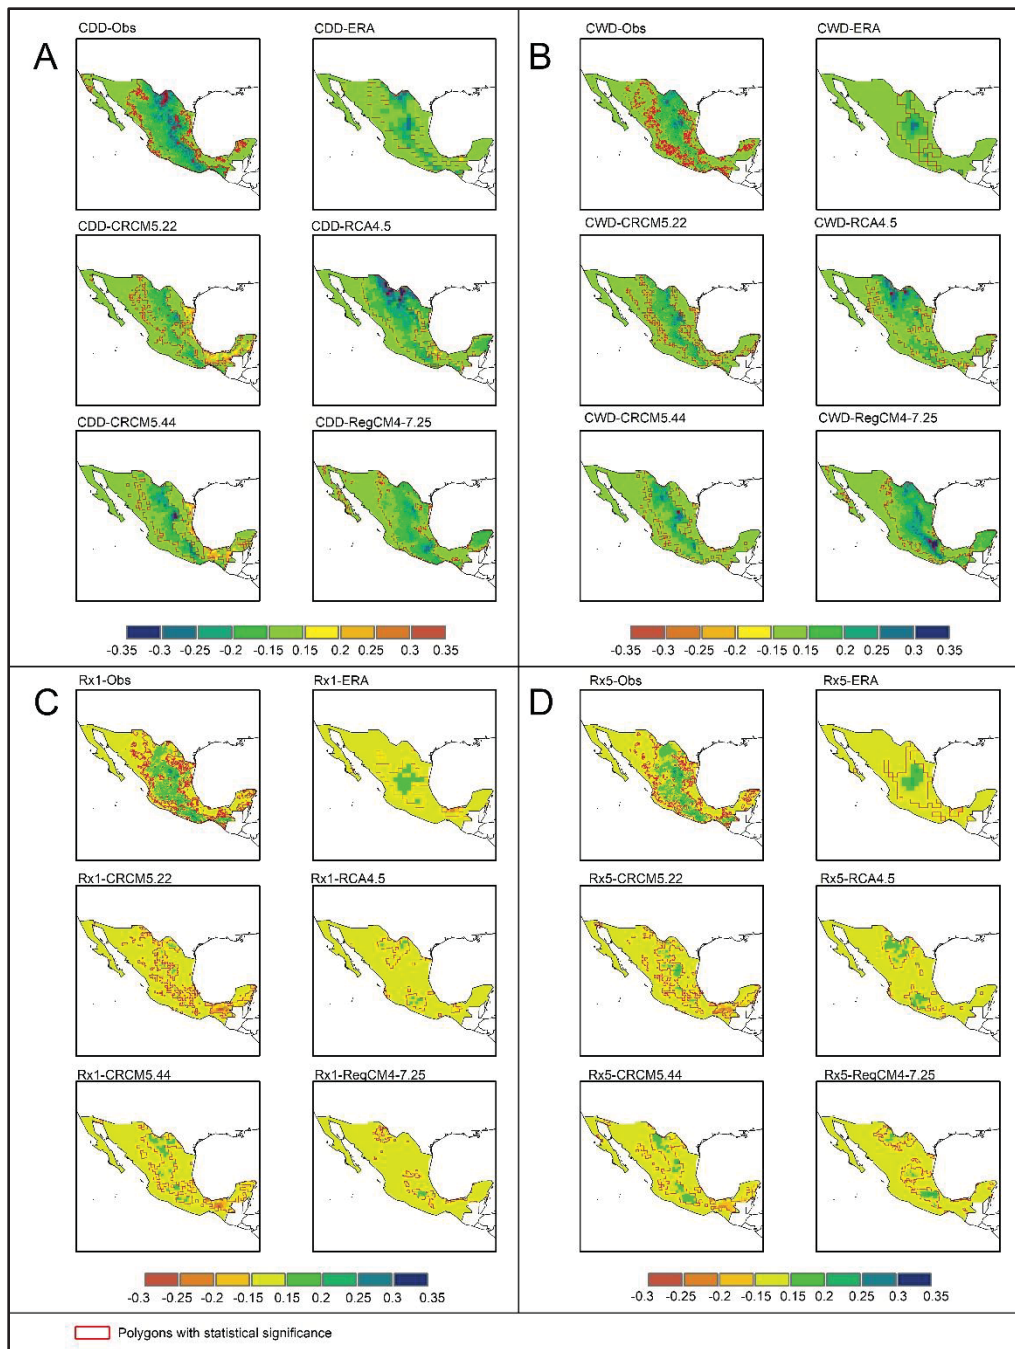 A
CDD-Obs
CDD-ERA
CDD-CRCM5.22
CDD-RCA4.5
CDD-CRCM5.44
CDD-RegCM4-7.25
-0.35 -0.3 -0.25 -0.2 -0.15 0.15 0.2 0.25 0.3 0.35
B
CWD-Obs
CWD-ERA
CWD-CRCM5.22
CWD-RCA4.5
CWD-CRCM5.44
CWD-RegCM4-7.25
-0.35 -0.3 -0.25 -0.2 -0.15 0.15 0.2 0.25 0.3 0.35
C
Rx1-Obs
Rx1-ERA
Rx1-CRCM5.22
Rx1-RCA4.5
Rx1-CRCM5.44
Rx1-RegCM4-7.25
-0.3 -0.25 -0.2 -0.15 0.15 0.2 0.25 0.3 0.35
D
Rx5-Obs
Rx5-ERA
Rx5-CRCM5.22
Rx5-RCA4.5
Rx5-CRCM5.44
Rx5-RegCM4-7.25
-0.3 -0.25 -0.2 -0.15 0.15 0.2 0.25 0.3 0.35
Polygons with statistical significance